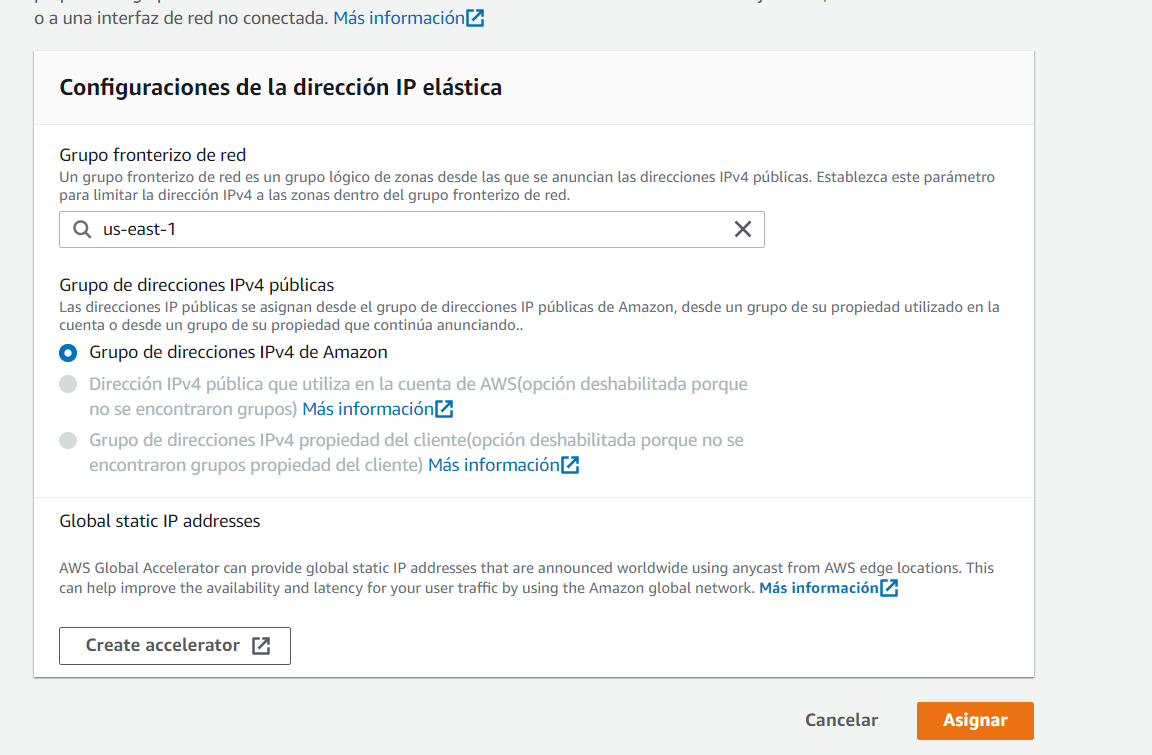 o a una interfaz de red no conectada. Más información
Configuraciones de la dirección IP elástica
Grupo fronterizo de red
Un grupo fronterizo de red es un grupo lógico de zonas desde las que se anuncian las direcciones IPv4 públicas. Establezca este parámetro
para limitar la dirección IPv4 a las zonas dentro del grupo fronterizo de red.
us-east-1
Grupo de direcciones IPv4 públicas
Las direcciones IP públicas se asignan desde el grupo de direcciones IP públicas de Amazon, desde un grupo de su propiedad utilizado en la
cuenta o desde un grupo de su propiedad que continúa anunciando..
Grupo de direcciones IPv4 de Amazon
Dirección IPv4 pública que utiliza en la cuenta de AWS(opción deshabilitada porque
no se encontraron grupos) Más información
Grupo de direcciones IPv4 propiedad del cliente(opción deshabilitada porque no se
encontraron grupos propiedad del cliente) Más información
Global static IP addresses
AWS Global Accelerator can provide global static IP addresses that are announced worldwide using anycast from AWS edge locations. This
can help improve the availability and latency for your user traffic by using the Amazon global network. Más información
Create accelerator
Cancelar
Asignar